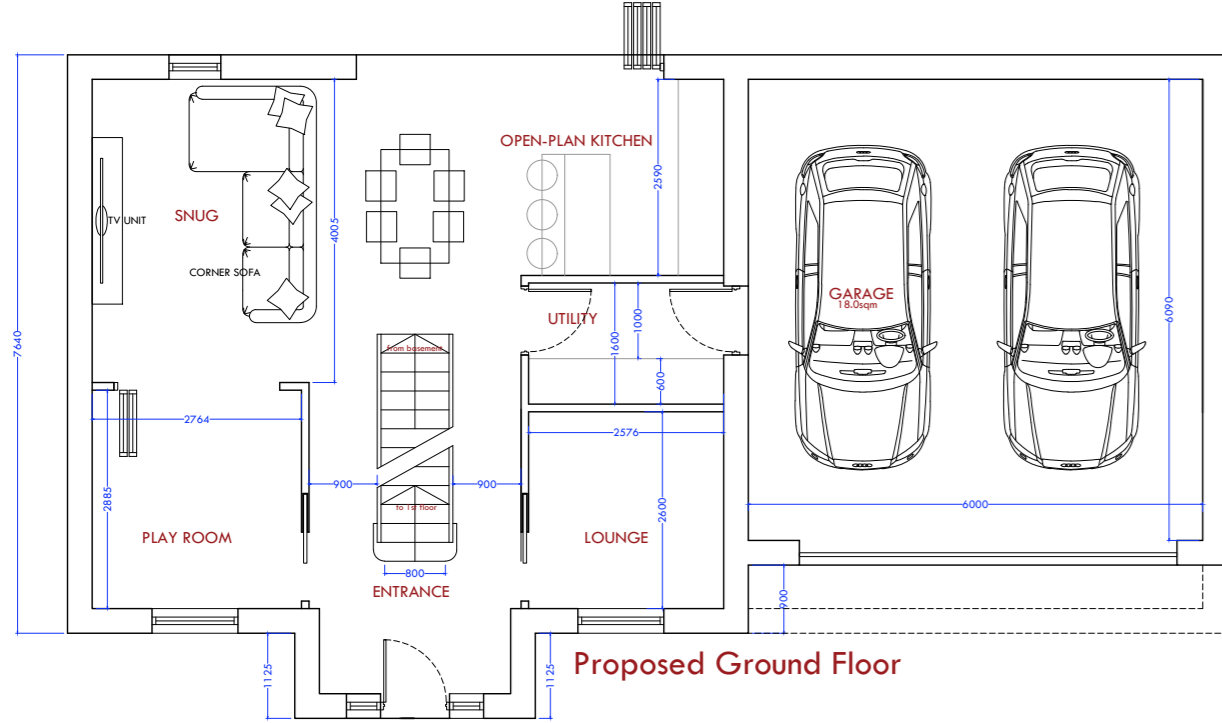 OPEN-PLAN KITCHEN
2590
SNUG
TV UNIT
4005
CORNER SOFA
7640
GARAGE
18.0sqm
6090
UTILITY
1000
1600
from basement
600
2764
2576
2885
900
900
2600
6000
to 1st floor
PLAY ROOM
LOUNGE
800
ENTRANCE
900
1125
1125
Proposed Ground Floor